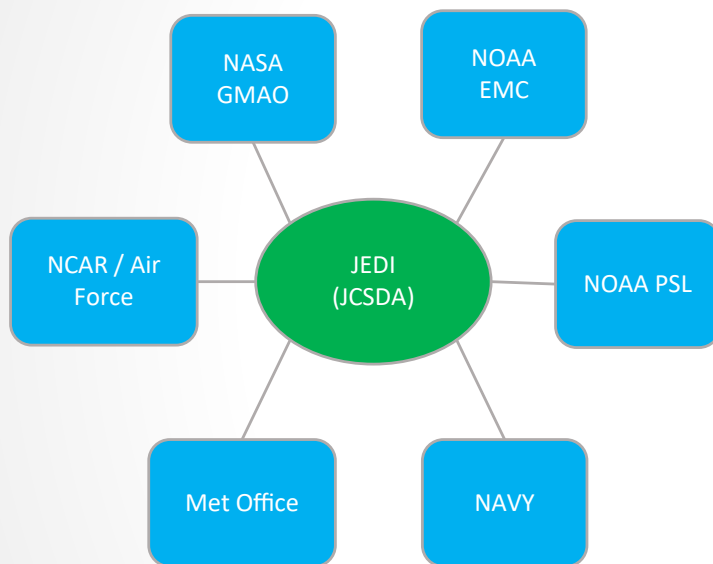 NASA
GMAO
NOAA
EMC
NCAR / Air
Force
JEDI
(JCSDA)
NOAA PSL
Met Office
NAVY